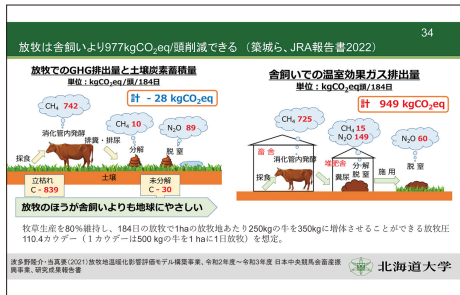 34
放牧は舎飼いより977kgCO₂eq/頭削減できる（築城ら、JRA報告書2022）
放牧でのGHG排出量と土壌炭素蓄積量
単位：kgCO₂eq/頭/184日
計 - 28 kgCO₂eq
CH₄ 742
消化管内発酵
排糞・排尿
CH₄ 10
N₂O 89
採食
分解
脱窒
土壌
立枯れ
C - 839
未分解
C - 30
放牧のほうが舎飼いよりも地球にやさしい
舎飼いでの温室効果ガス排出量
単位：kgCO₂eq頭/184日
計 949 kgCO₂eq
CH₄ 725
CH₄ 15
N₂O 149
N₂O 60
畜舎
消化管内発酵
堆肥舎
分解
脱窒
採食
糞尿
施用
脱窒
牧草生産を80%維持し、184日の放牧で1haの放牧地あたり250kgの牛を350kgに増体させることができる放牧圧
110.4カウデー（１カウデーは500 kgの牛を1 haに1日放牧）を想定。
波多野隆介・当真要(2021)放牧地温暖化影響評価モデル構築事業、令和2年度～令和3年度 日本中央競馬会畜産振
興事業、研究成果報告書
北海道大学